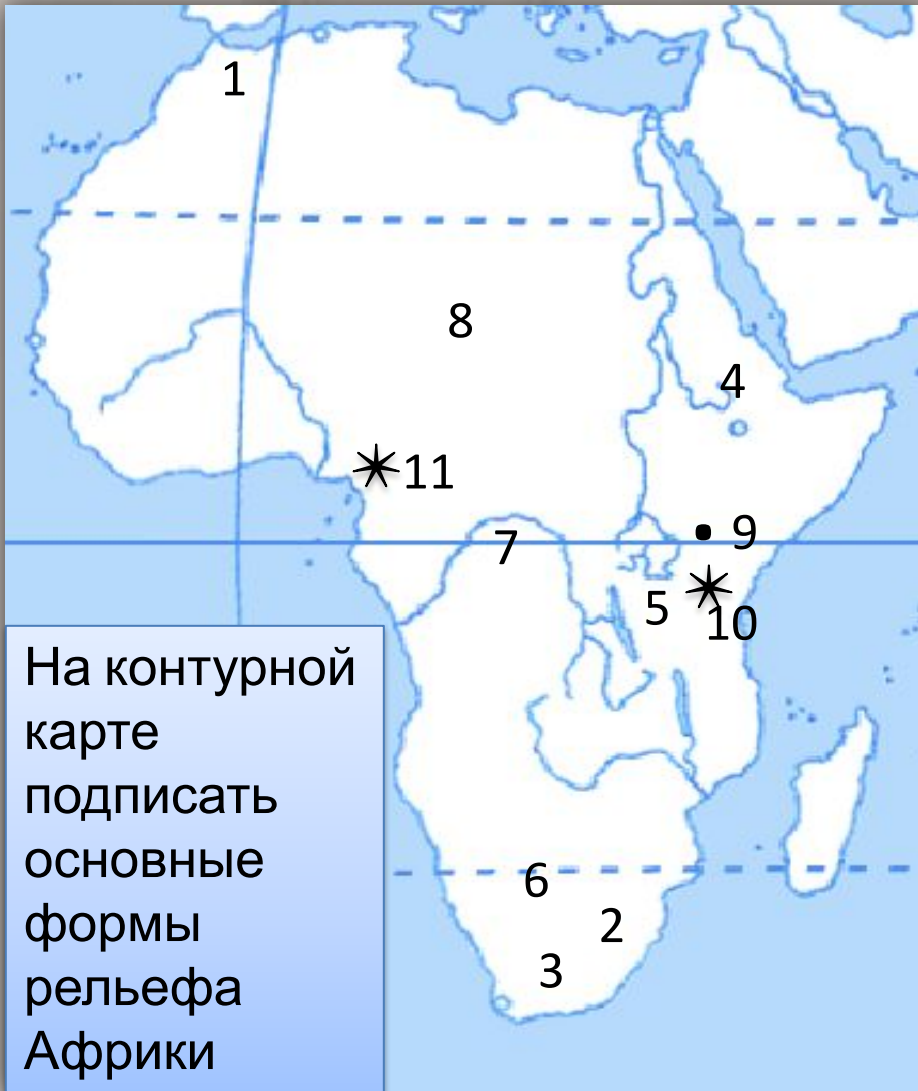 1
8
4
11
9
7
5
10
На контурной
карте
подписать
основные
формы
рельефа
Африки
6
2
3